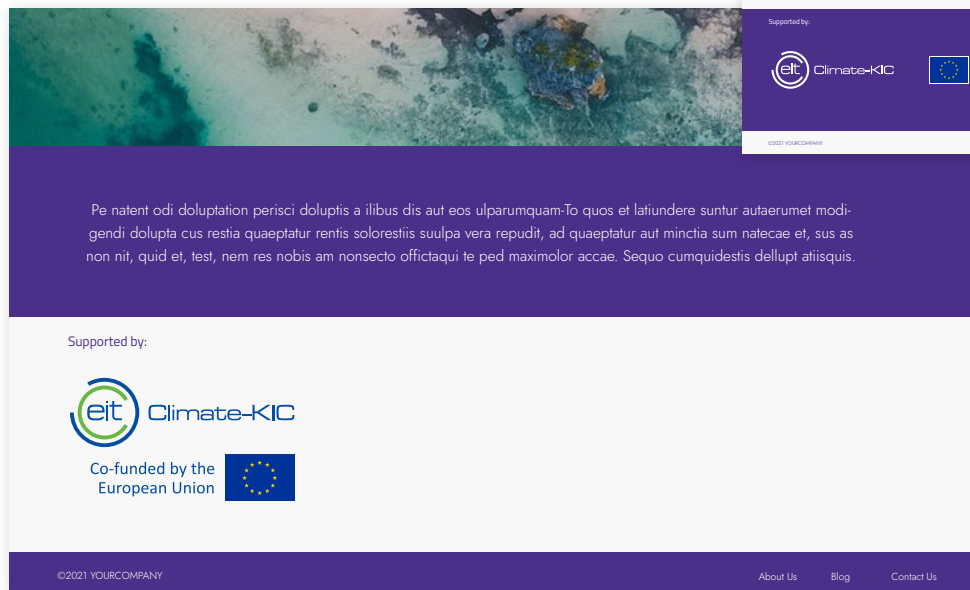 Supported by:
eit Climate-KIC
©2021 YOURCOMPANY
Pe natent odi doluptation perisci doluptis a ilibus dis aut eos ulparumquam-To quos et latiundere suntur autaerumet modi-
gendi dolupta cus restia quaeptatur rentis solorestiis suulpa vera repudit, ad quaeptatur aut minctia sum natecae et, sus as
non nit, quid et, test, nem res nobis am nonsecto offictaqui te ped maximolor accae. Sequo cumquidestis dellupt atiisquis.
Supported by:
eit Climate-KIC
Co-funded by the
European Union
©2021 YOURCOMPANY About Us Blog Contact Us